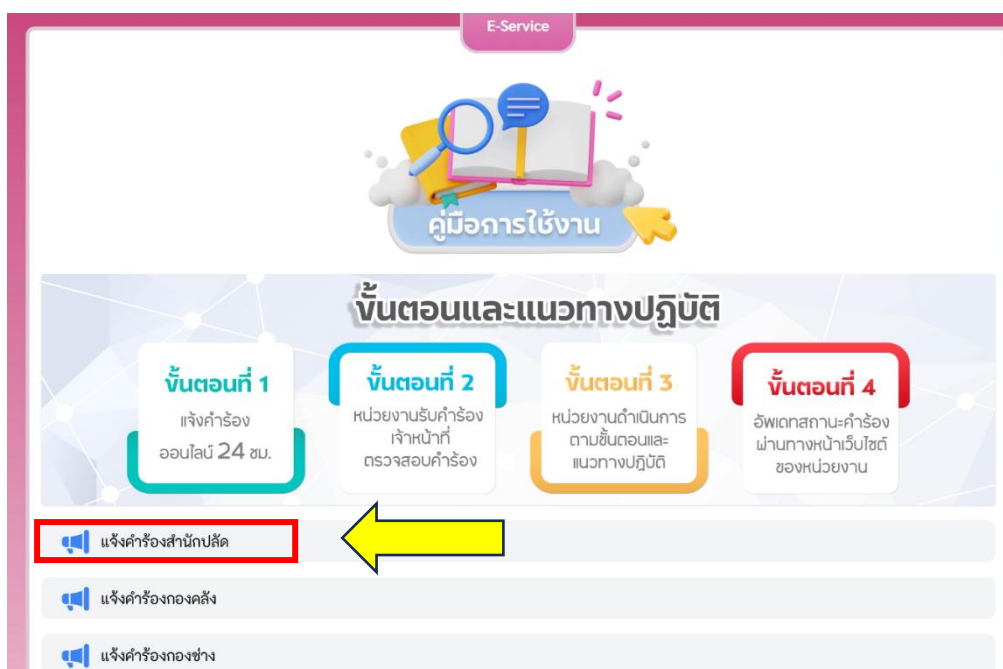 E-Service
คู่มือการใช้งาน
ขั้นตอนและแนวทางปฏิบัติ
ขั้นตอนที่ 1
แจ้งคำร้อง
ออนไลน์ 24 ชม.
ขั้นตอนที่ 2
หน่วยงานรับคำร้อง
เจ้าหน้าที่
ตรวจสอบคำร้อง
ขั้นตอนที่ 3
หน่วยงานดำเนินการ
ตามขั้นตอนและ
แนวทางปฏิบัติ
ขั้นตอนที่ 4
อัพเดทสถานะคำร้อง
ผ่านทางหน้าเว็บไซต์
ของหน่วยงาน
แจ้งคำร้องสำนักปลัด
แจ้งคำร้องกองคลัง
แจ้งคำร้องกองช่าง